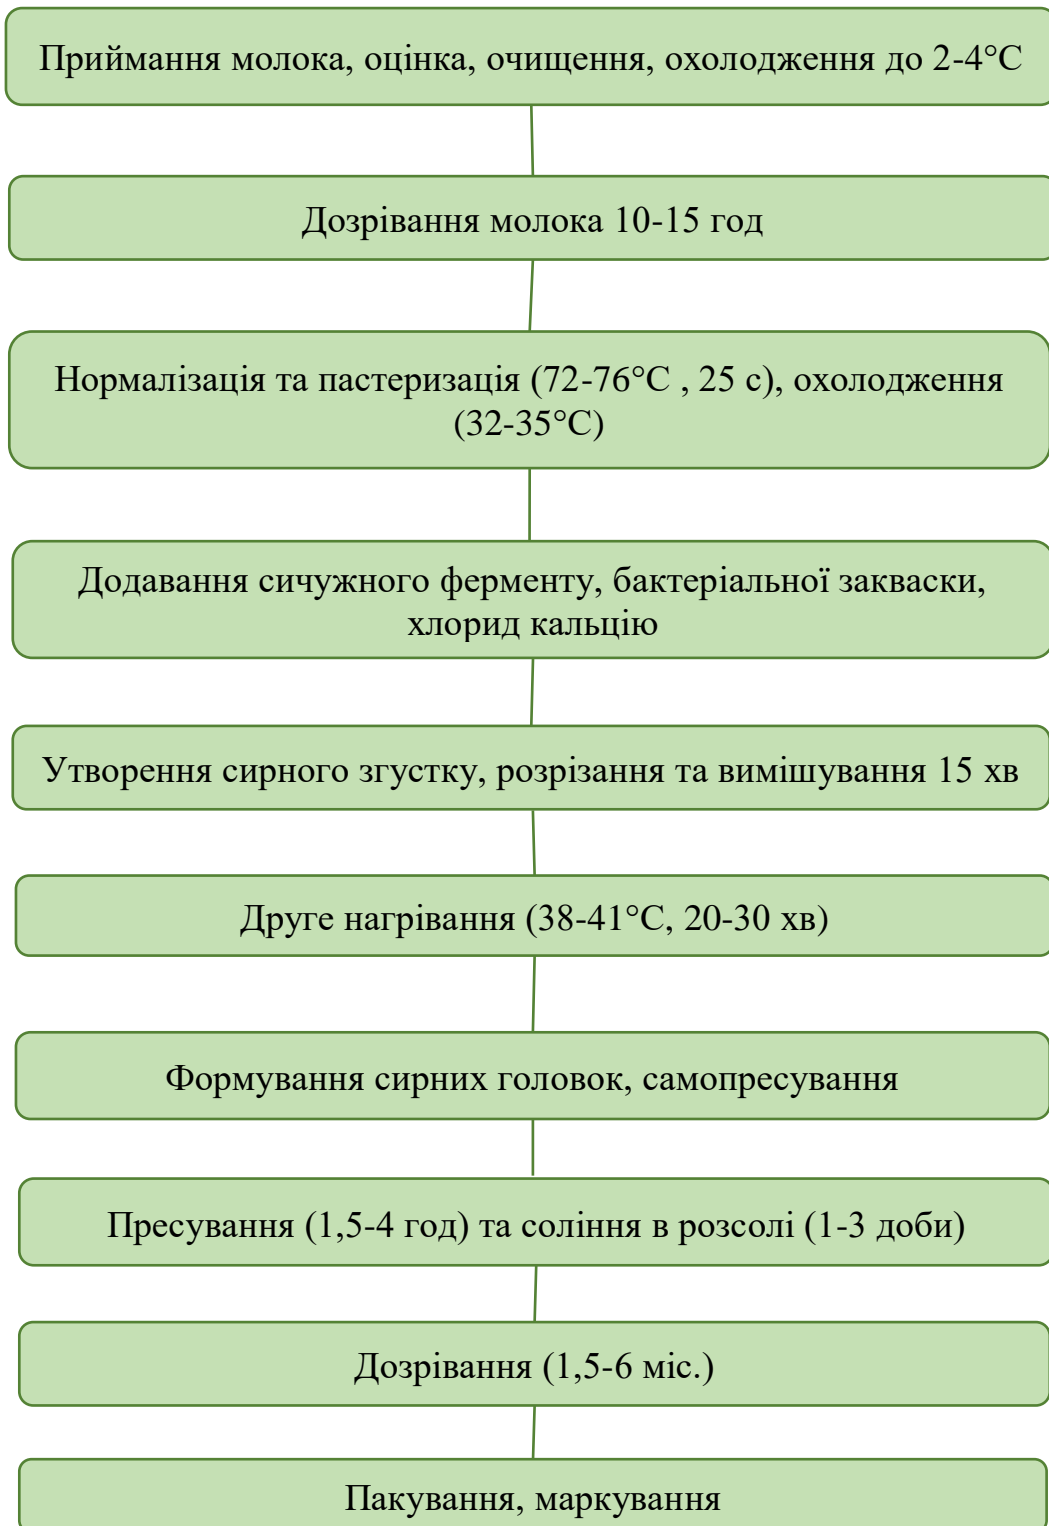 Приймання молока, оцінка, очищення, охолодження до 2-4°С
Дозрівання молока 10-15 год
Нормалізація та пастеризація (72-76°С , 25 с), охолодження
(32-35°С)
Додавання сичужного ферменту, бактеріальної закваски,
хлорид кальцію
Утворення сирного згустку, розрізання та вимішування 15 хв
Друге нагрівання (38-41°С, 20-30 хв)
Формування сирних головок, самопресування
Пресування (1,5-4 год) та соління в розсолі (1-3 доби)
Дозрівання (1,5-6 міс.)
Пакування, маркування